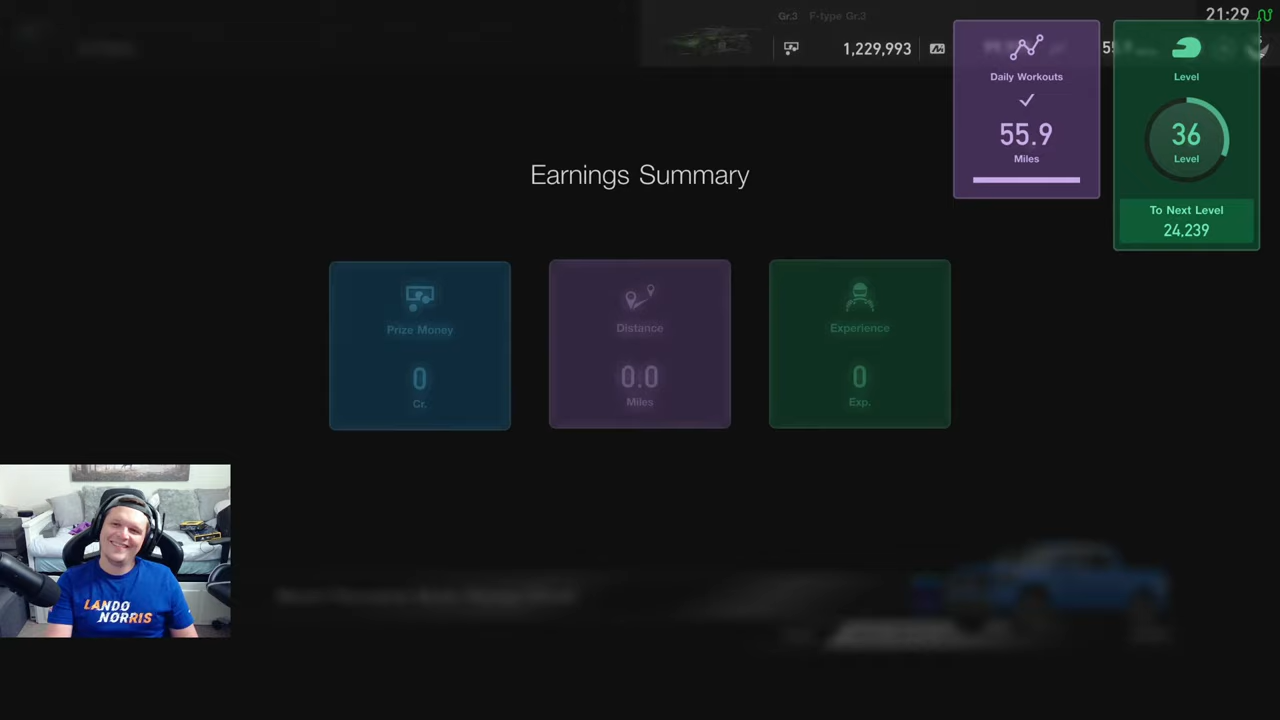 Gr.3 F-type Gr.3
21:29
1,229,993
Daily Workouts
55.9
Miles
Level
36
Level
To Next Level
24,239
Earnings Summary
Prize Money
0
Cr.
Distance
0.0
Miles
Experience
0
Exp.
LANDO
NORRIS